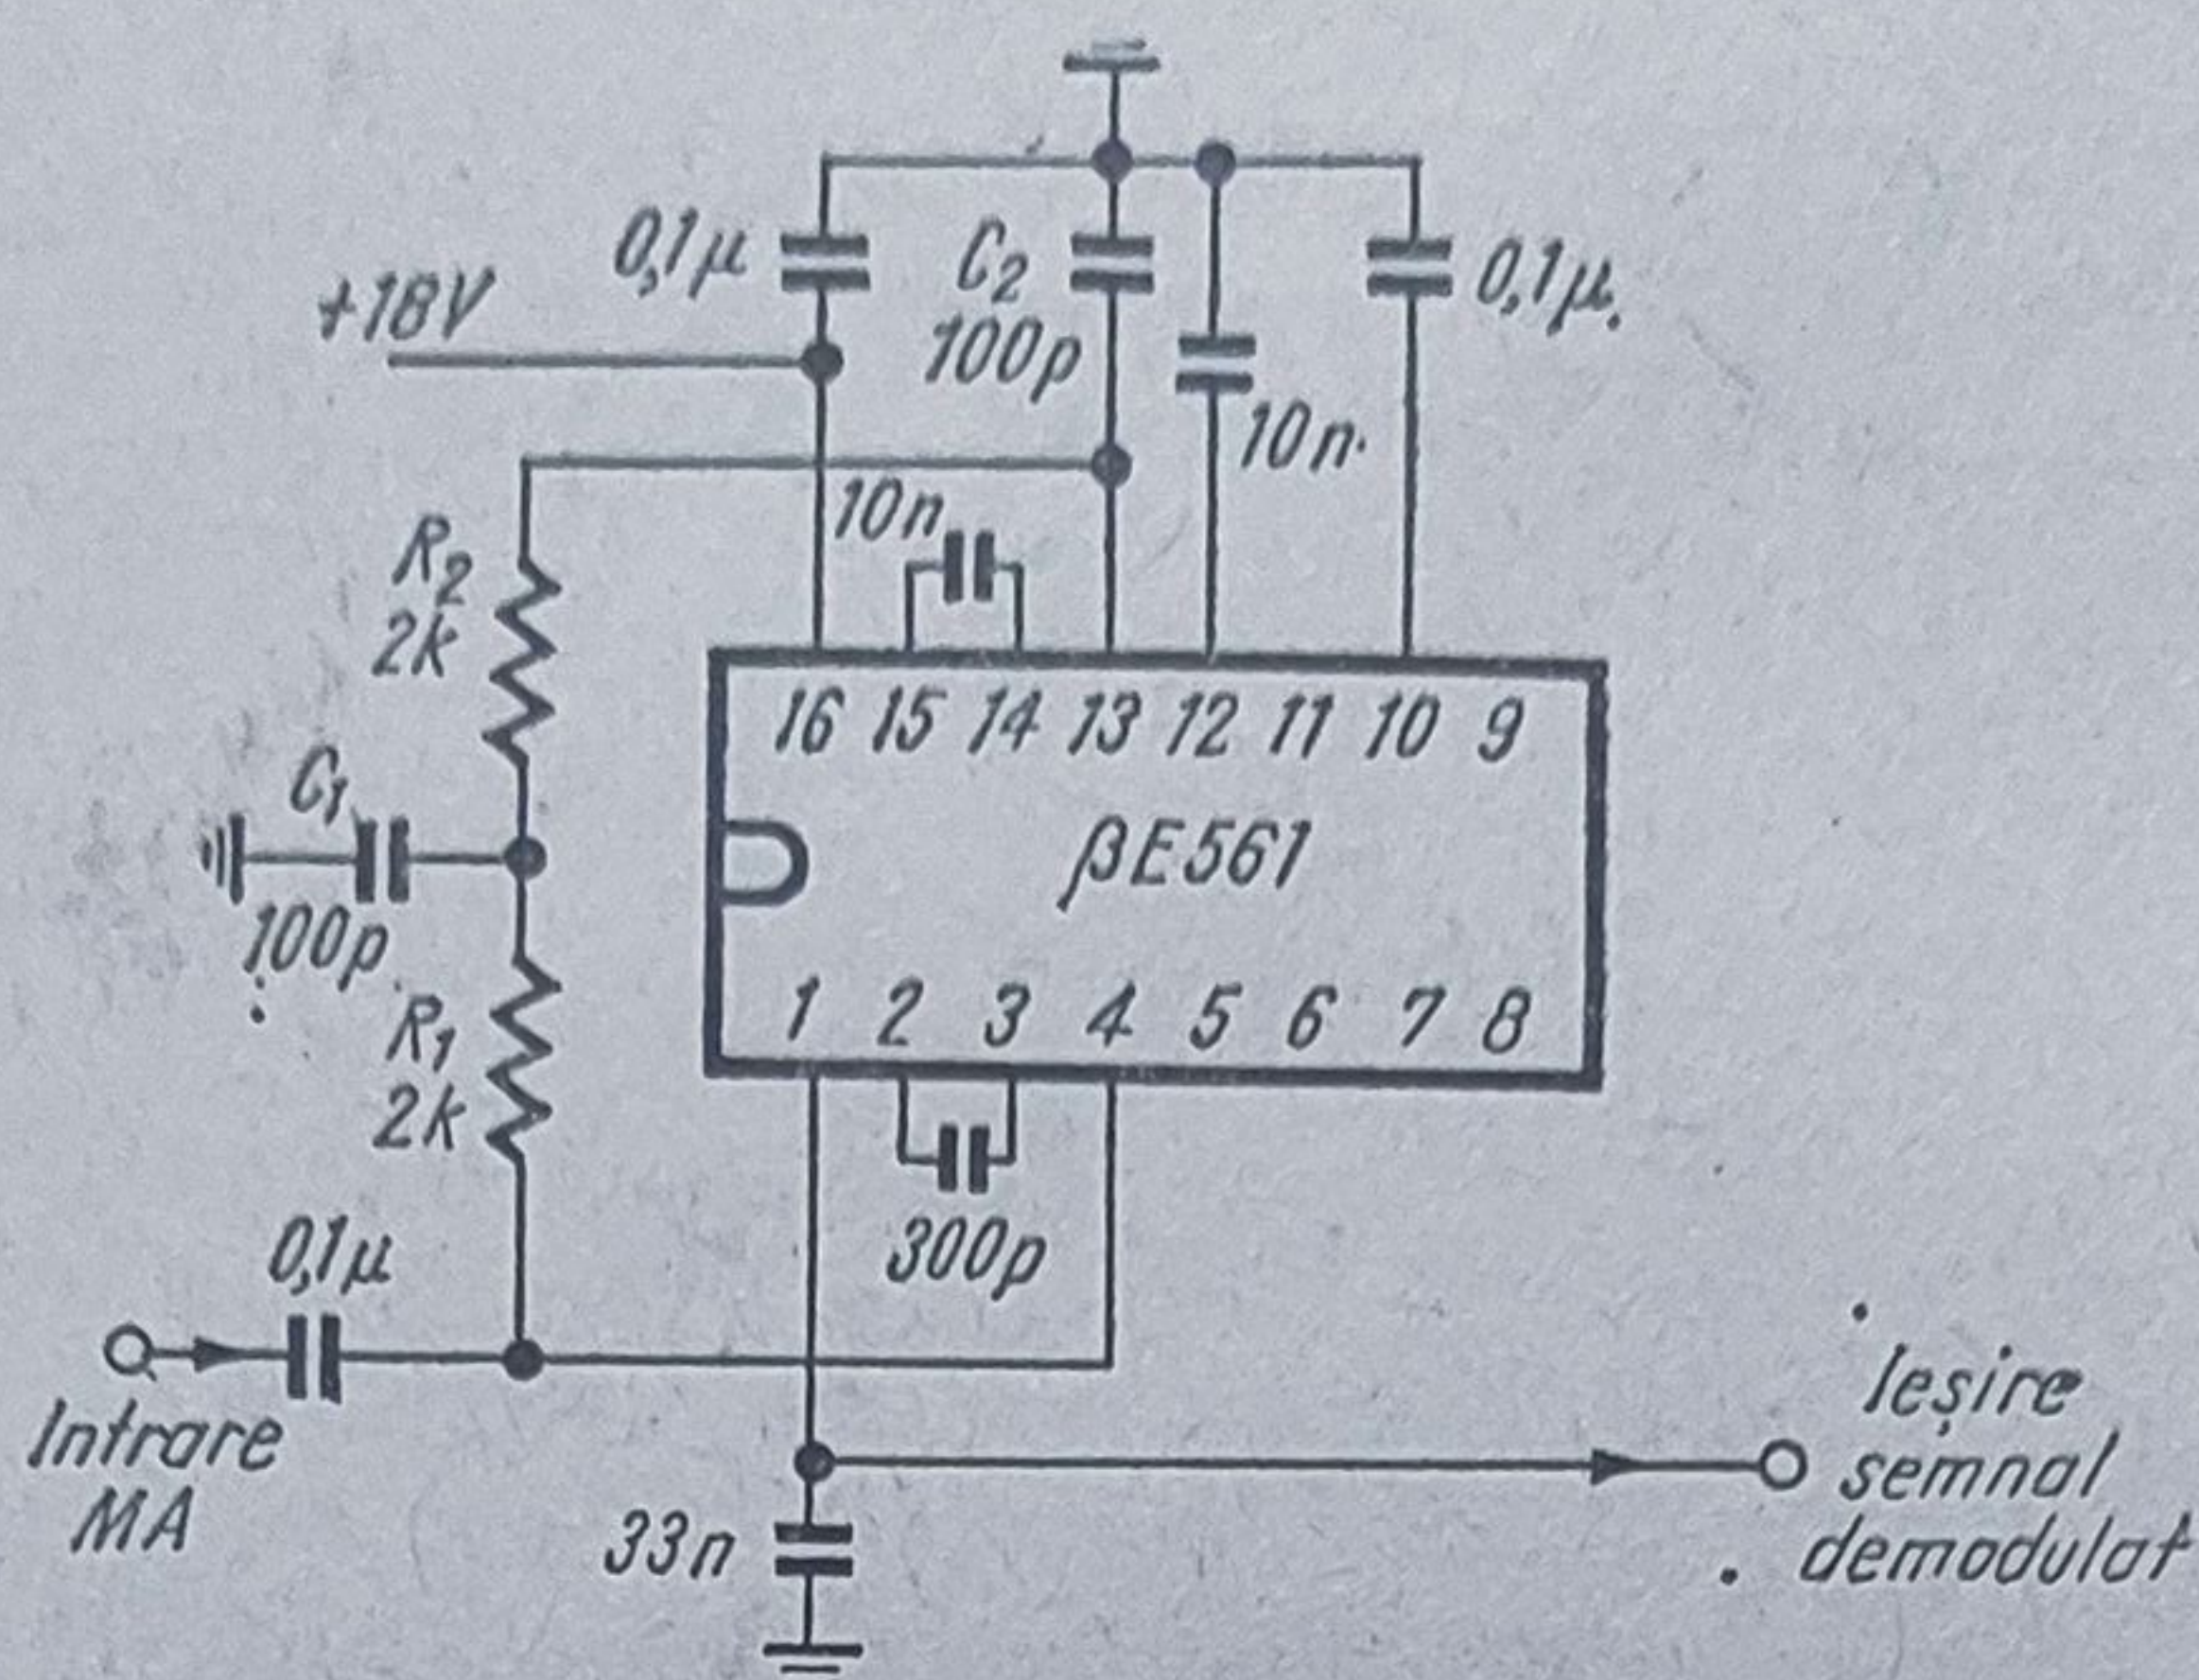 0,1µ
C2
100p
0,1µ.
+18V
10n
10n
R2
2k
16 15 14 13 12 11 10 9
C1
100p
βE561
R1
2k
1 2 3 4 5 6 7 8
0,1µ
300p
Intrare
MA
Ieșire
semnal
demodulat
33n